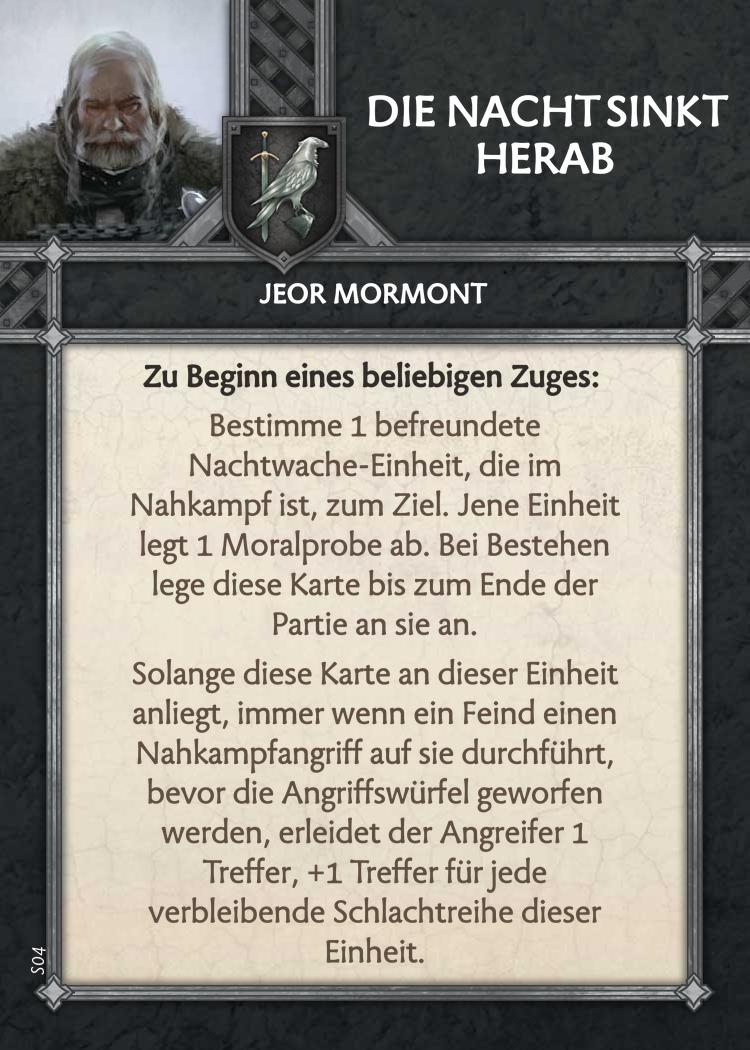 DIE NACHT SINKT
HERAB
JEOR MORMONT
Zu Beginn eines beliebigen Zuges:
Bestimme 1 befreundete
Nachtwache-Einheit, die im
Nahkampf ist, zum Ziel. Jene Einheit
legt 1 Moralprobe ab. Bei Bestehen
lege diese Karte bis zum Ende der
Partie an sie an.
Solange diese Karte an dieser Einheit
anliegt, immer wenn ein Feind einen
Nahkampfangriff auf sie durchführt,
bevor die Angriffswürfel geworfen
werden, erleidet der Angreifer 1
Treffer, +1 Treffer für jede
verbleibende Schlachtreihe dieser
Einheit.
S04